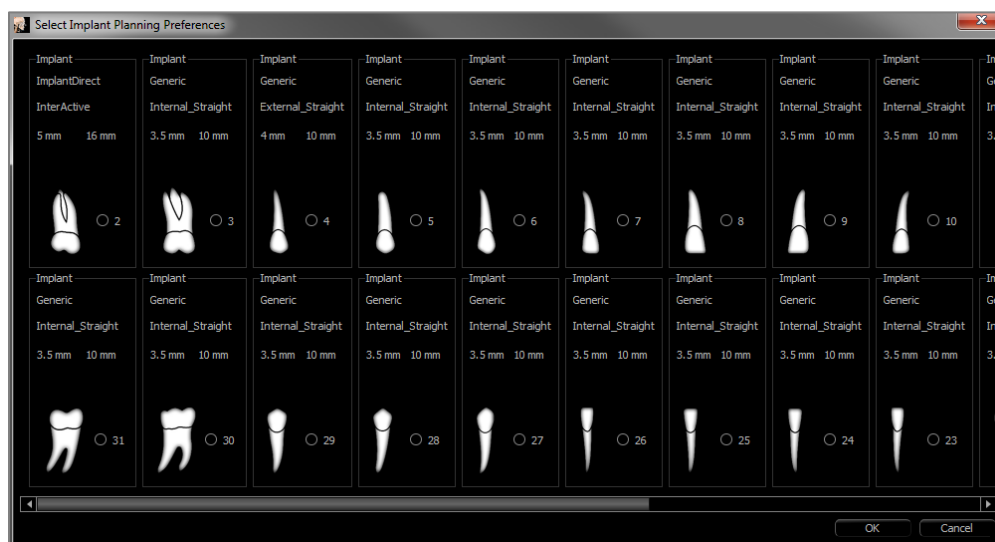 Select Implant Planning Preferences
Implant Implant Implant Implant Implant Implant Implant Implant Implant
ImplantDirect Generic Generic Generic Generic Generic Generic Generic Generic
InterActive Internal_Straight External_Straight Internal_Straight Internal_Straight Internal_Straight Internal_Straight Internal_Straight Internal_Straight
5 mm 16 mm 3.5 mm 10 mm 4 mm 10 mm 3.5 mm 10 mm 3.5 mm 10 mm 3.5 mm 10 mm 3.5 mm 10 mm 3.5 mm 10 mm 3.5 mm 10 mm
2 3 4 5 6 7 8 9 10
Implant Implant Implant Implant Implant Implant Implant Implant Implant
Generic Generic Generic Generic Generic Generic Generic Generic Generic
Internal_Straight Internal_Straight Internal_Straight Internal_Straight Internal_Straight Internal_Straight Internal_Straight Internal_Straight Internal_Straight
3.5 mm 10 mm 3.5 mm 10 mm 3.5 mm 10 mm 3.5 mm 10 mm 3.5 mm 10 mm 3.5 mm 10 mm 3.5 mm 10 mm 3.5 mm 10 mm 3.5 mm 10 mm
31 30 29 28 27 26 25 24 23
OK Cancel